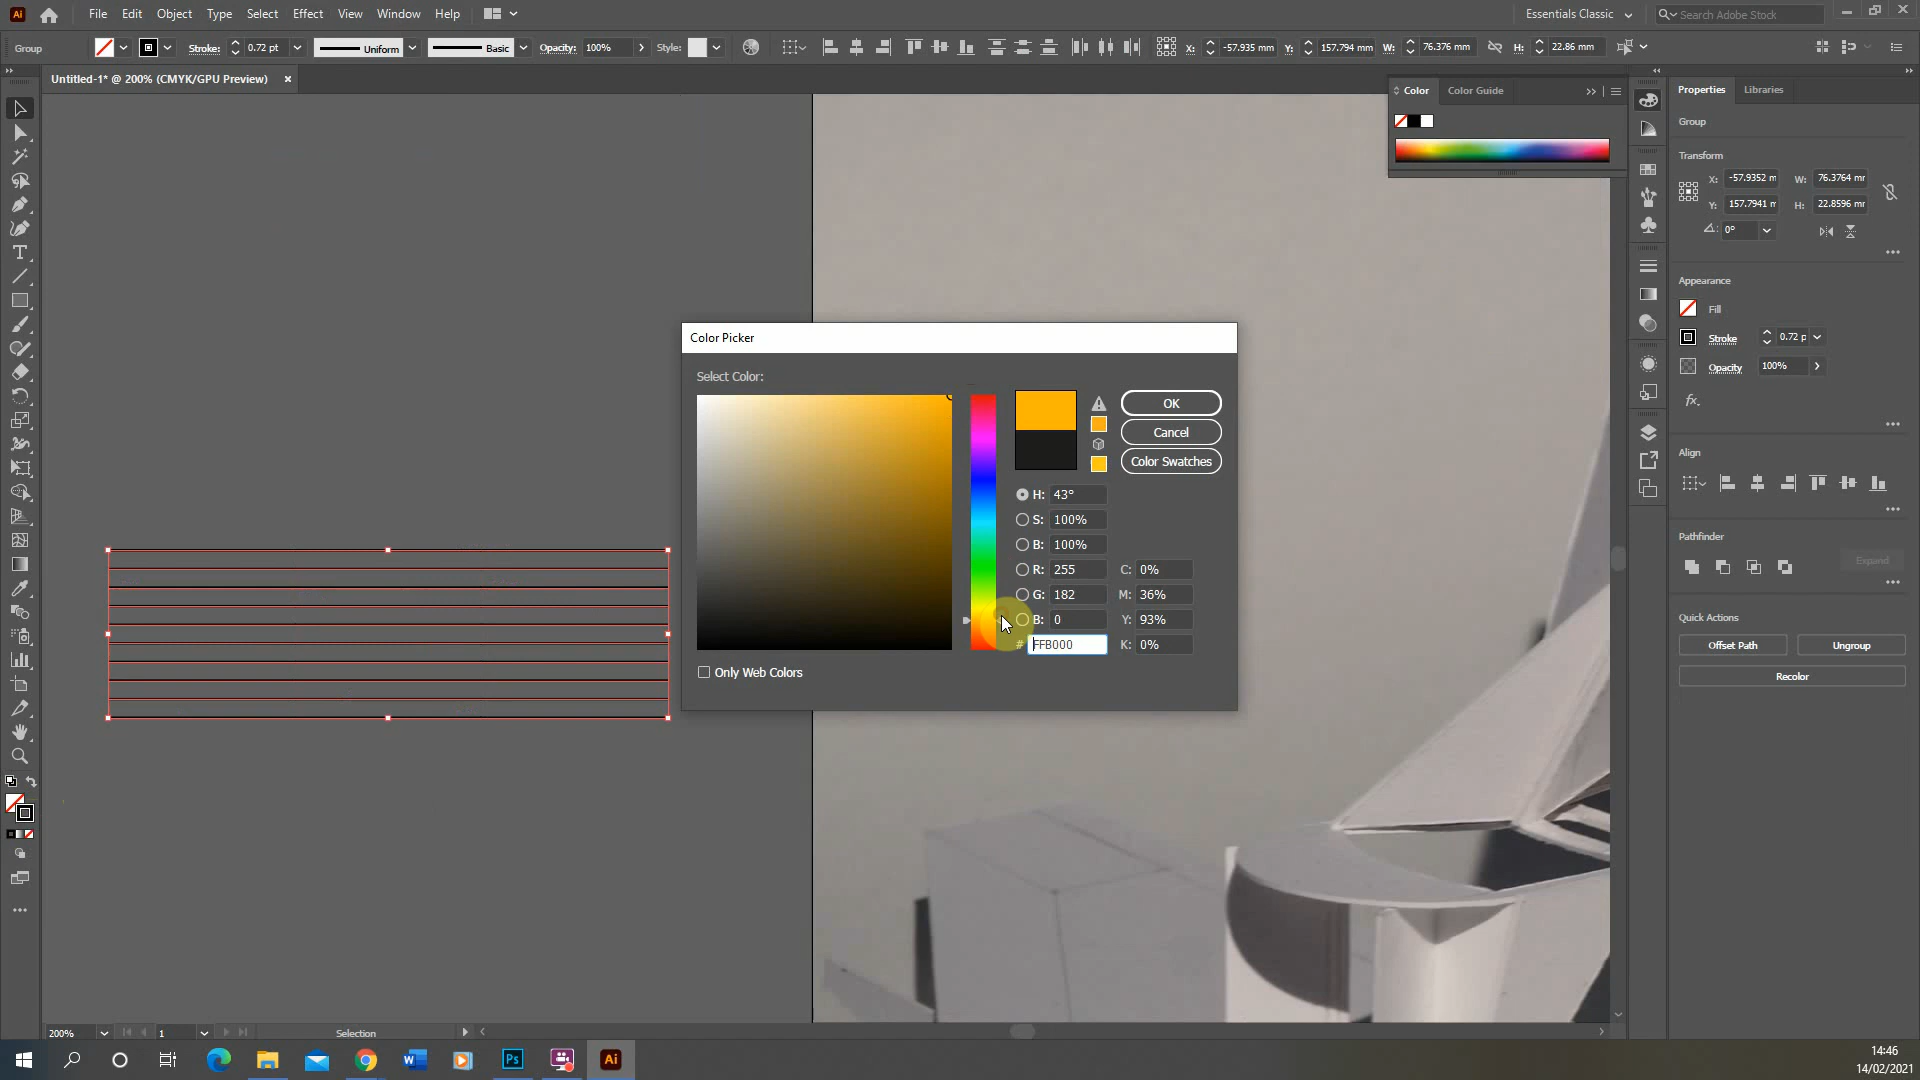 Ai File Edit Object Type Select Effect View Window Help Essentials Classic Search Adobe Stock
Group Stroke: 0.72 pt Uniform Basic Opacity: 100% Style: X: -57.935 mm Y: 157.794 mm W: 76.376 mm H: 22.86 mm
Untitled-1* @ 200% (CMYK/GPU Preview)
Color Color Guide
Properties Libraries
Group
Transform
X: -57.9352 m W: 76.3764 mr
Y: 157.7941 m H: 22.8596 mr
0°
Appearance
Fill
Stroke 0.72 p
Opacity 100%
fx.
Align
Pathfinder
Expand
Quick Actions
Offset Path Ungroup
Recolor
Color Picker
Select Color:
OK
Cancel
Color Swatches
H: 43°
S: 100%
B: 100%
R: 255 C: 0%
G: 182 M: 36%
B: 0 Y: 93%
# FFB000 K: 0%
Only Web Colors
200% 1 Selection
Ps Ai
14:46
14/02/2021